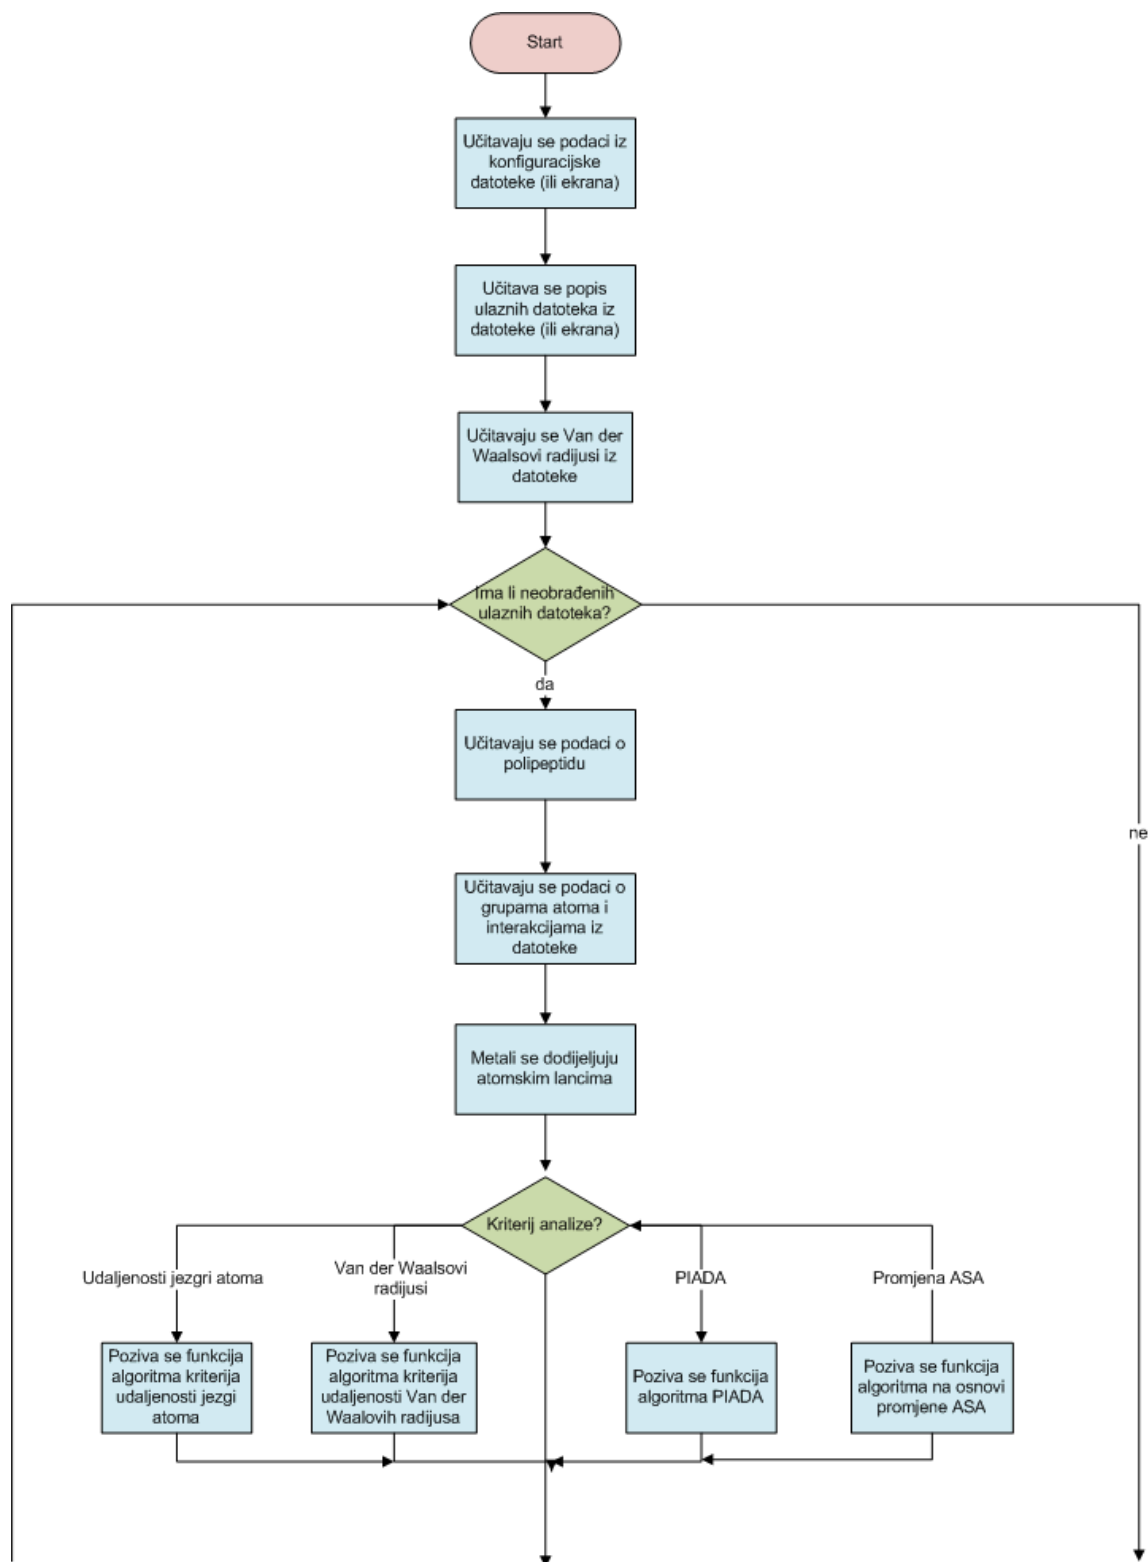 Start
Učitavaju se podaci iz
konfiguracijske
datoteke (ili ekrana)
Učitava se popis
ulaznih datoteka iz
datoteke (ili ekrana)
Učitavaju se Van der
Waalsovi radijusi iz
datoteke
Ima li neobrađenih
ulaznih datoteka?
da
Učitavaju se podaci o
polipeptidu
ne
Učitavaju se podaci o
grupama atoma i
interakcijama iz
datoteke
Metali se dodijeljuju
atomskim lancima
Kriterij analize?
Udaljenosti jezgri atoma
Van der Waalsovi
radijusi
PIADA
Promjena ASA
Poziva se funkcija
algoritma kriterija
udaljenosti jezgi
atoma
Poziva se funkcija
algoritma kriterija
udaljenosti Van der
Waalovih radijusa
Poziva se funkcija
algoritma PIADA
Poziva se funkcija
algoritma na osnovi
promjene ASA